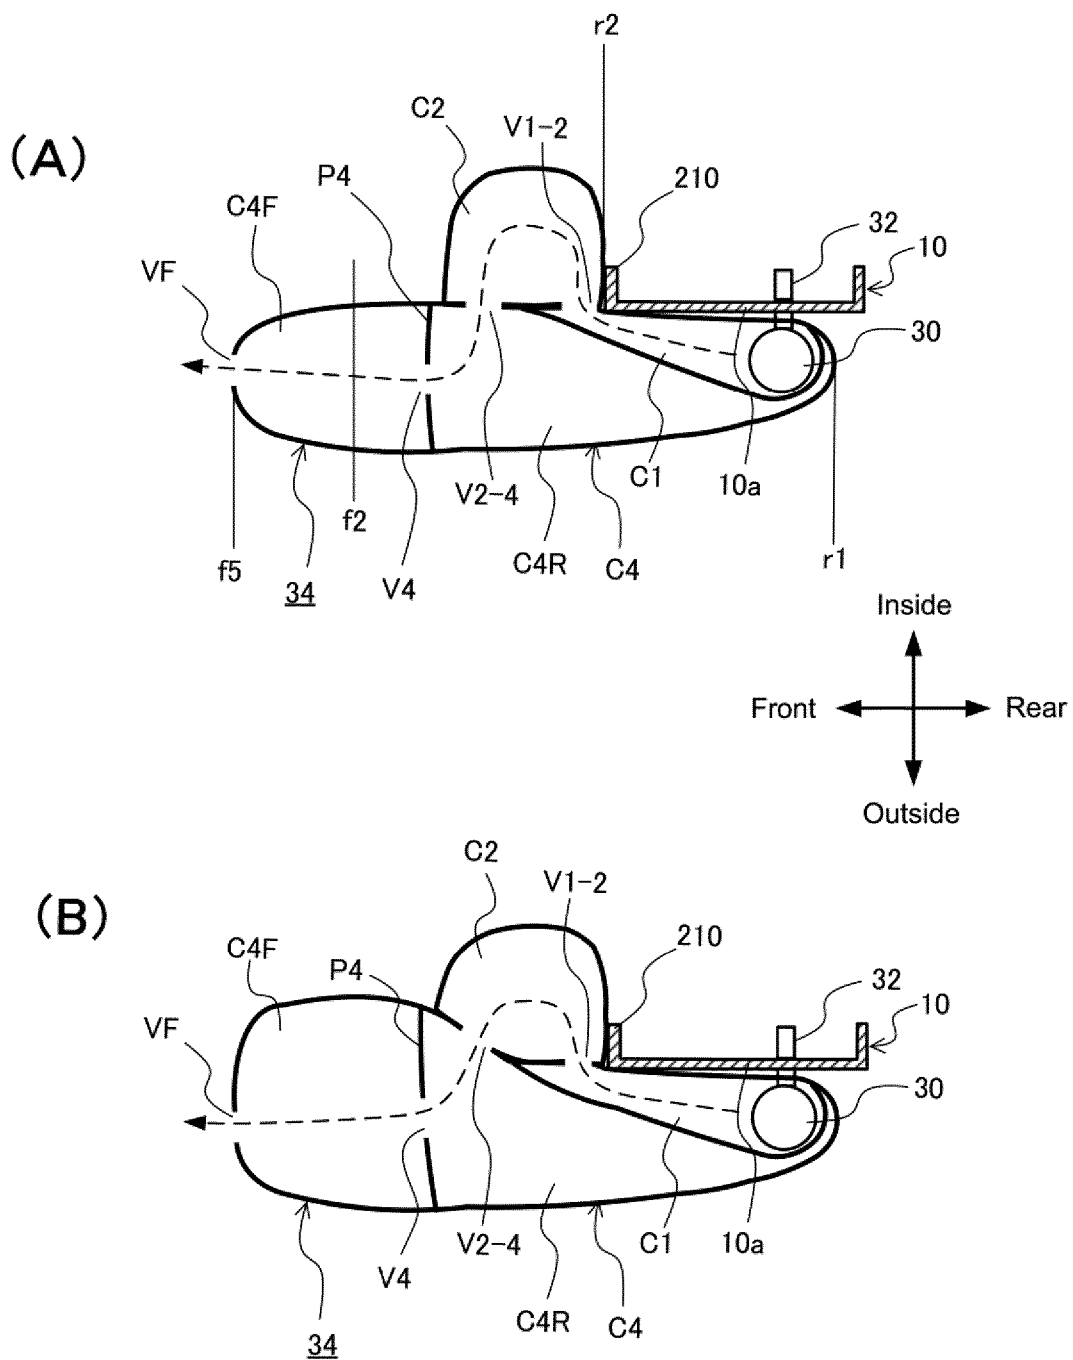 r2
C2
V1-2
(A)
P4
210
C4F
32
10
VF
30
V2-4
C1
10a
f2
C4R
C4
f5
34
V4
r1
Inside
Front
Rear
Outside
C2
V1-2
(B)
210
C4F
P4
32
10
VF
30
V2-4
C1
10a
V4
C4R
C4
34